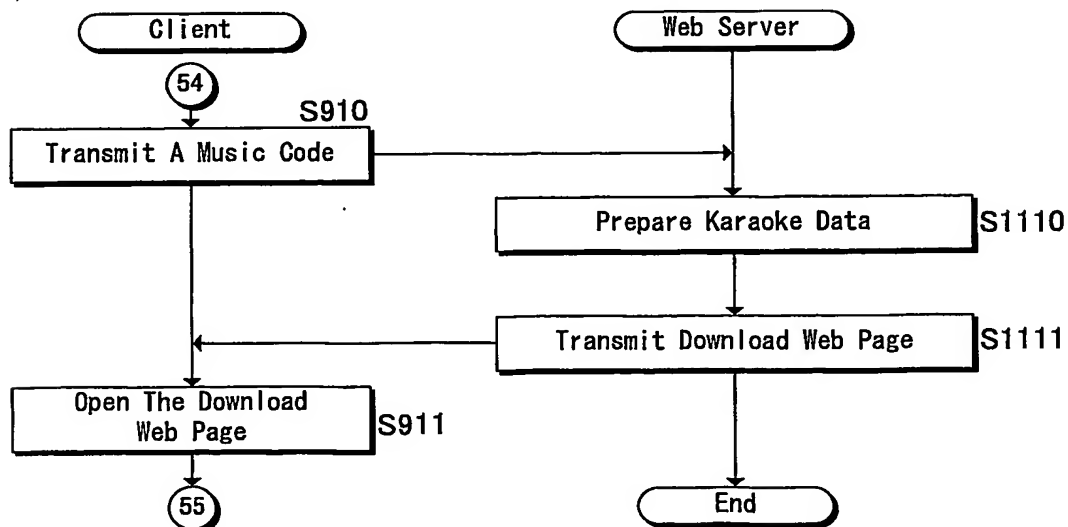 Client
Web Server
54
S910
Transmit A Music Code
Prepare Karaoke Data
S1110
Transmit Download Web Page
S1111
Open The Download
Web Page
S911
55
End